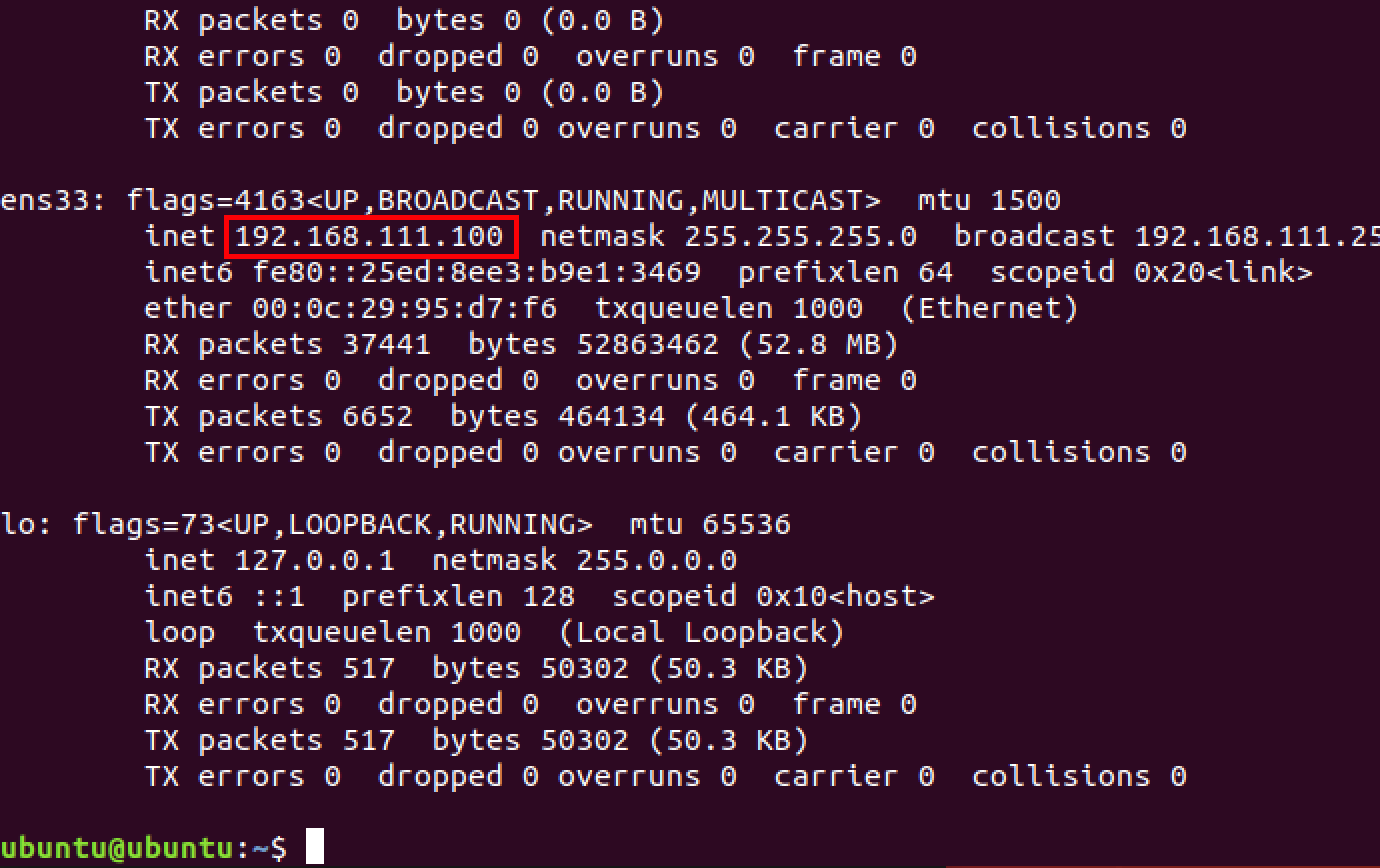 RX packets 0  bytes 0 (0.0 B)
RX errors 0  dropped 0  overruns 0  frame 0
TX packets 0  bytes 0 (0.0 B)
TX errors 0  dropped 0 overruns 0  carrier 0  collisions 0
ens33: flags=4163<UP,BROADCAST,RUNNING,MULTICAST>  mtu 1500
inet 192.168.111.100  netmask 255.255.255.0  broadcast 192.168.111.25
inet6 fe80::25ed:8ee3:b9e1:3469  prefixlen 64  scopeid 0x20<link>
ether 00:0c:29:95:d7:f6  txqueuelen 1000  (Ethernet)
RX packets 37441  bytes 52863462 (52.8 MB)
RX errors 0  dropped 0  overruns 0  frame 0
TX packets 6652  bytes 464134 (464.1 KB)
TX errors 0  dropped 0 overruns 0  carrier 0  collisions 0
lo: flags=73<UP,LOOPBACK,RUNNING>  mtu 65536
inet 127.0.0.1  netmask 255.0.0.0
inet6 ::1  prefixlen 128  scopeid 0x10<host>
loop  txqueuelen 1000  (Local Loopback)
RX packets 517  bytes 50302 (50.3 KB)
RX errors 0  dropped 0  overruns 0  frame 0
TX packets 517  bytes 50302 (50.3 KB)
TX errors 0  dropped 0 overruns 0  carrier 0  collisions 0
ubuntu@ubuntu:~$